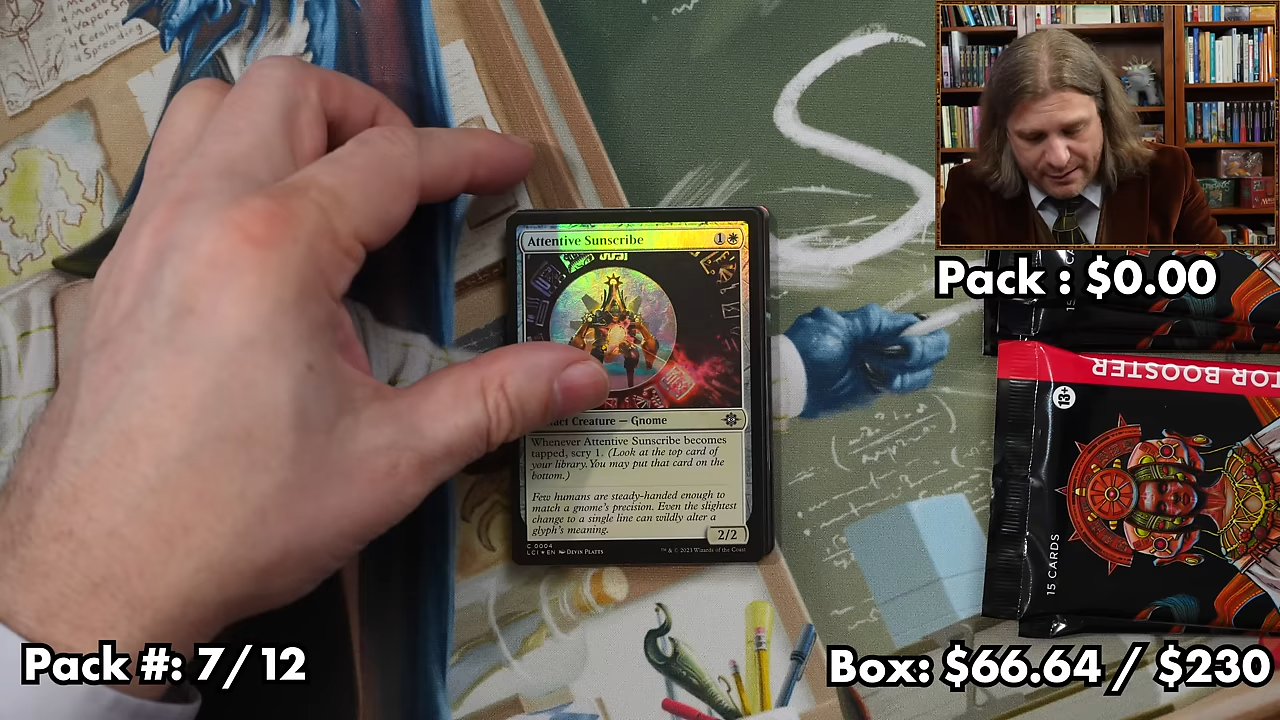 Attentive Sunscribe
1
act Creature — Gnome
Whenever Attentive Sunscribe becomes
tapped, scry 1. (Look at the top card of
your library. You may put that card on the
bottom.)
Few humans are steady-handed enough to
match a gnome's precision. Even the slightest
change to a single line can wildly alter a
glyph's meaning.
2/2
C 0004
LCI EN DEVIN PLATTS
™ & © 2023 Wizards of the Coast
Pack : $0.00
TOR BOOSTER
13+
15 CARDS
Pack #: 7/12
Box: $66.64 / $230